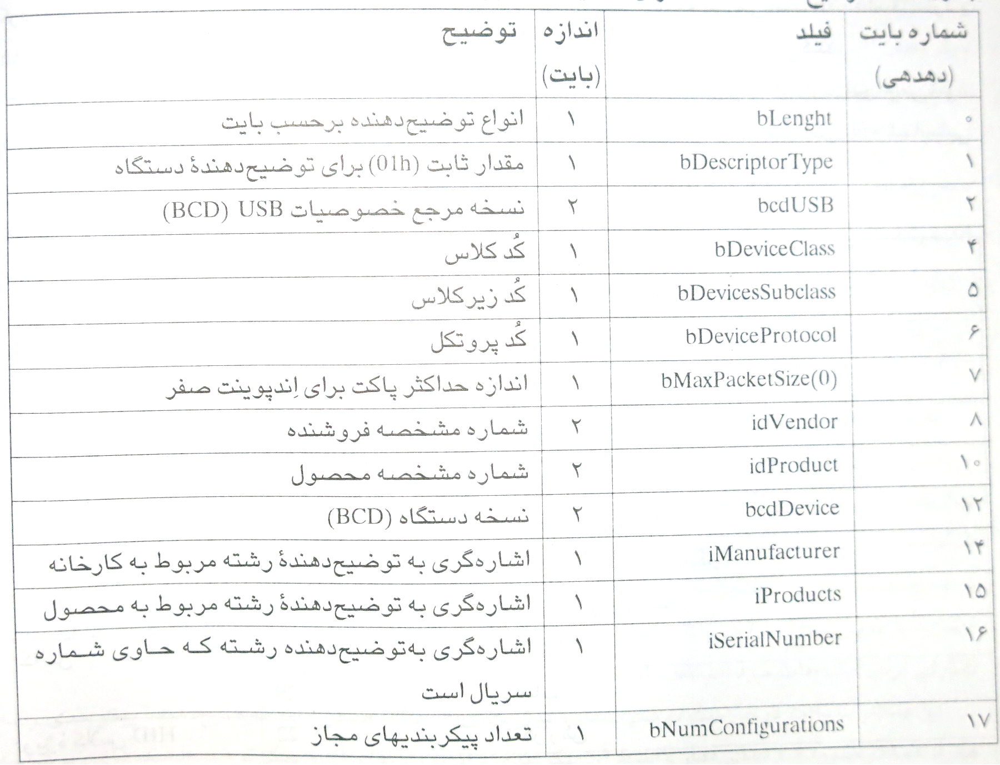 شماره بایت فیلد اندازه توضیح
(دهدهی) (بایت)
۰ bLenght ۱ انواع توضیح‌دهنده برحسب بایت
۱ bDescriptorType ۱ مقدار ثابت (01h) برای توضیح‌دهندهٔ دستگاه
۲ bcdUSB ۲ نسخه مرجع خصوصیات USB (BCD)
۴ bDeviceClass ۱ کُد کلاس
۵ bDevicesSubclass ۱ کُد زیرکلاس
۶ bDeviceProtocol ۱ کُد پروتکل
۷ bMaxPacketSize(0) ۱ اندازه حداکثر پاکت برای اِندپوینت صفر
۸ idVendor ۲ شماره مشخصه فروشنده
۱۰ idProduct ۲ شماره مشخصه محصول
۱۲ bcdDevice ۲ نسخه دستگاه (BCD)
۱۴ iManufacturer ۱ اشاره‌گری به توضیح‌دهندهٔ رشته مربوط به کارخانه
۱۵ iProducts ۱ اشاره‌گری به توضیح‌دهندهٔ رشته مربوط به محصول
۱۶ iSerialNumber ۱ اشاره‌گری به‌توضیح‌دهنده رشته که حاوی شماره
سریال است
۱۷ bNumConfigurations ۱ تعداد پیکربندیهای مجاز